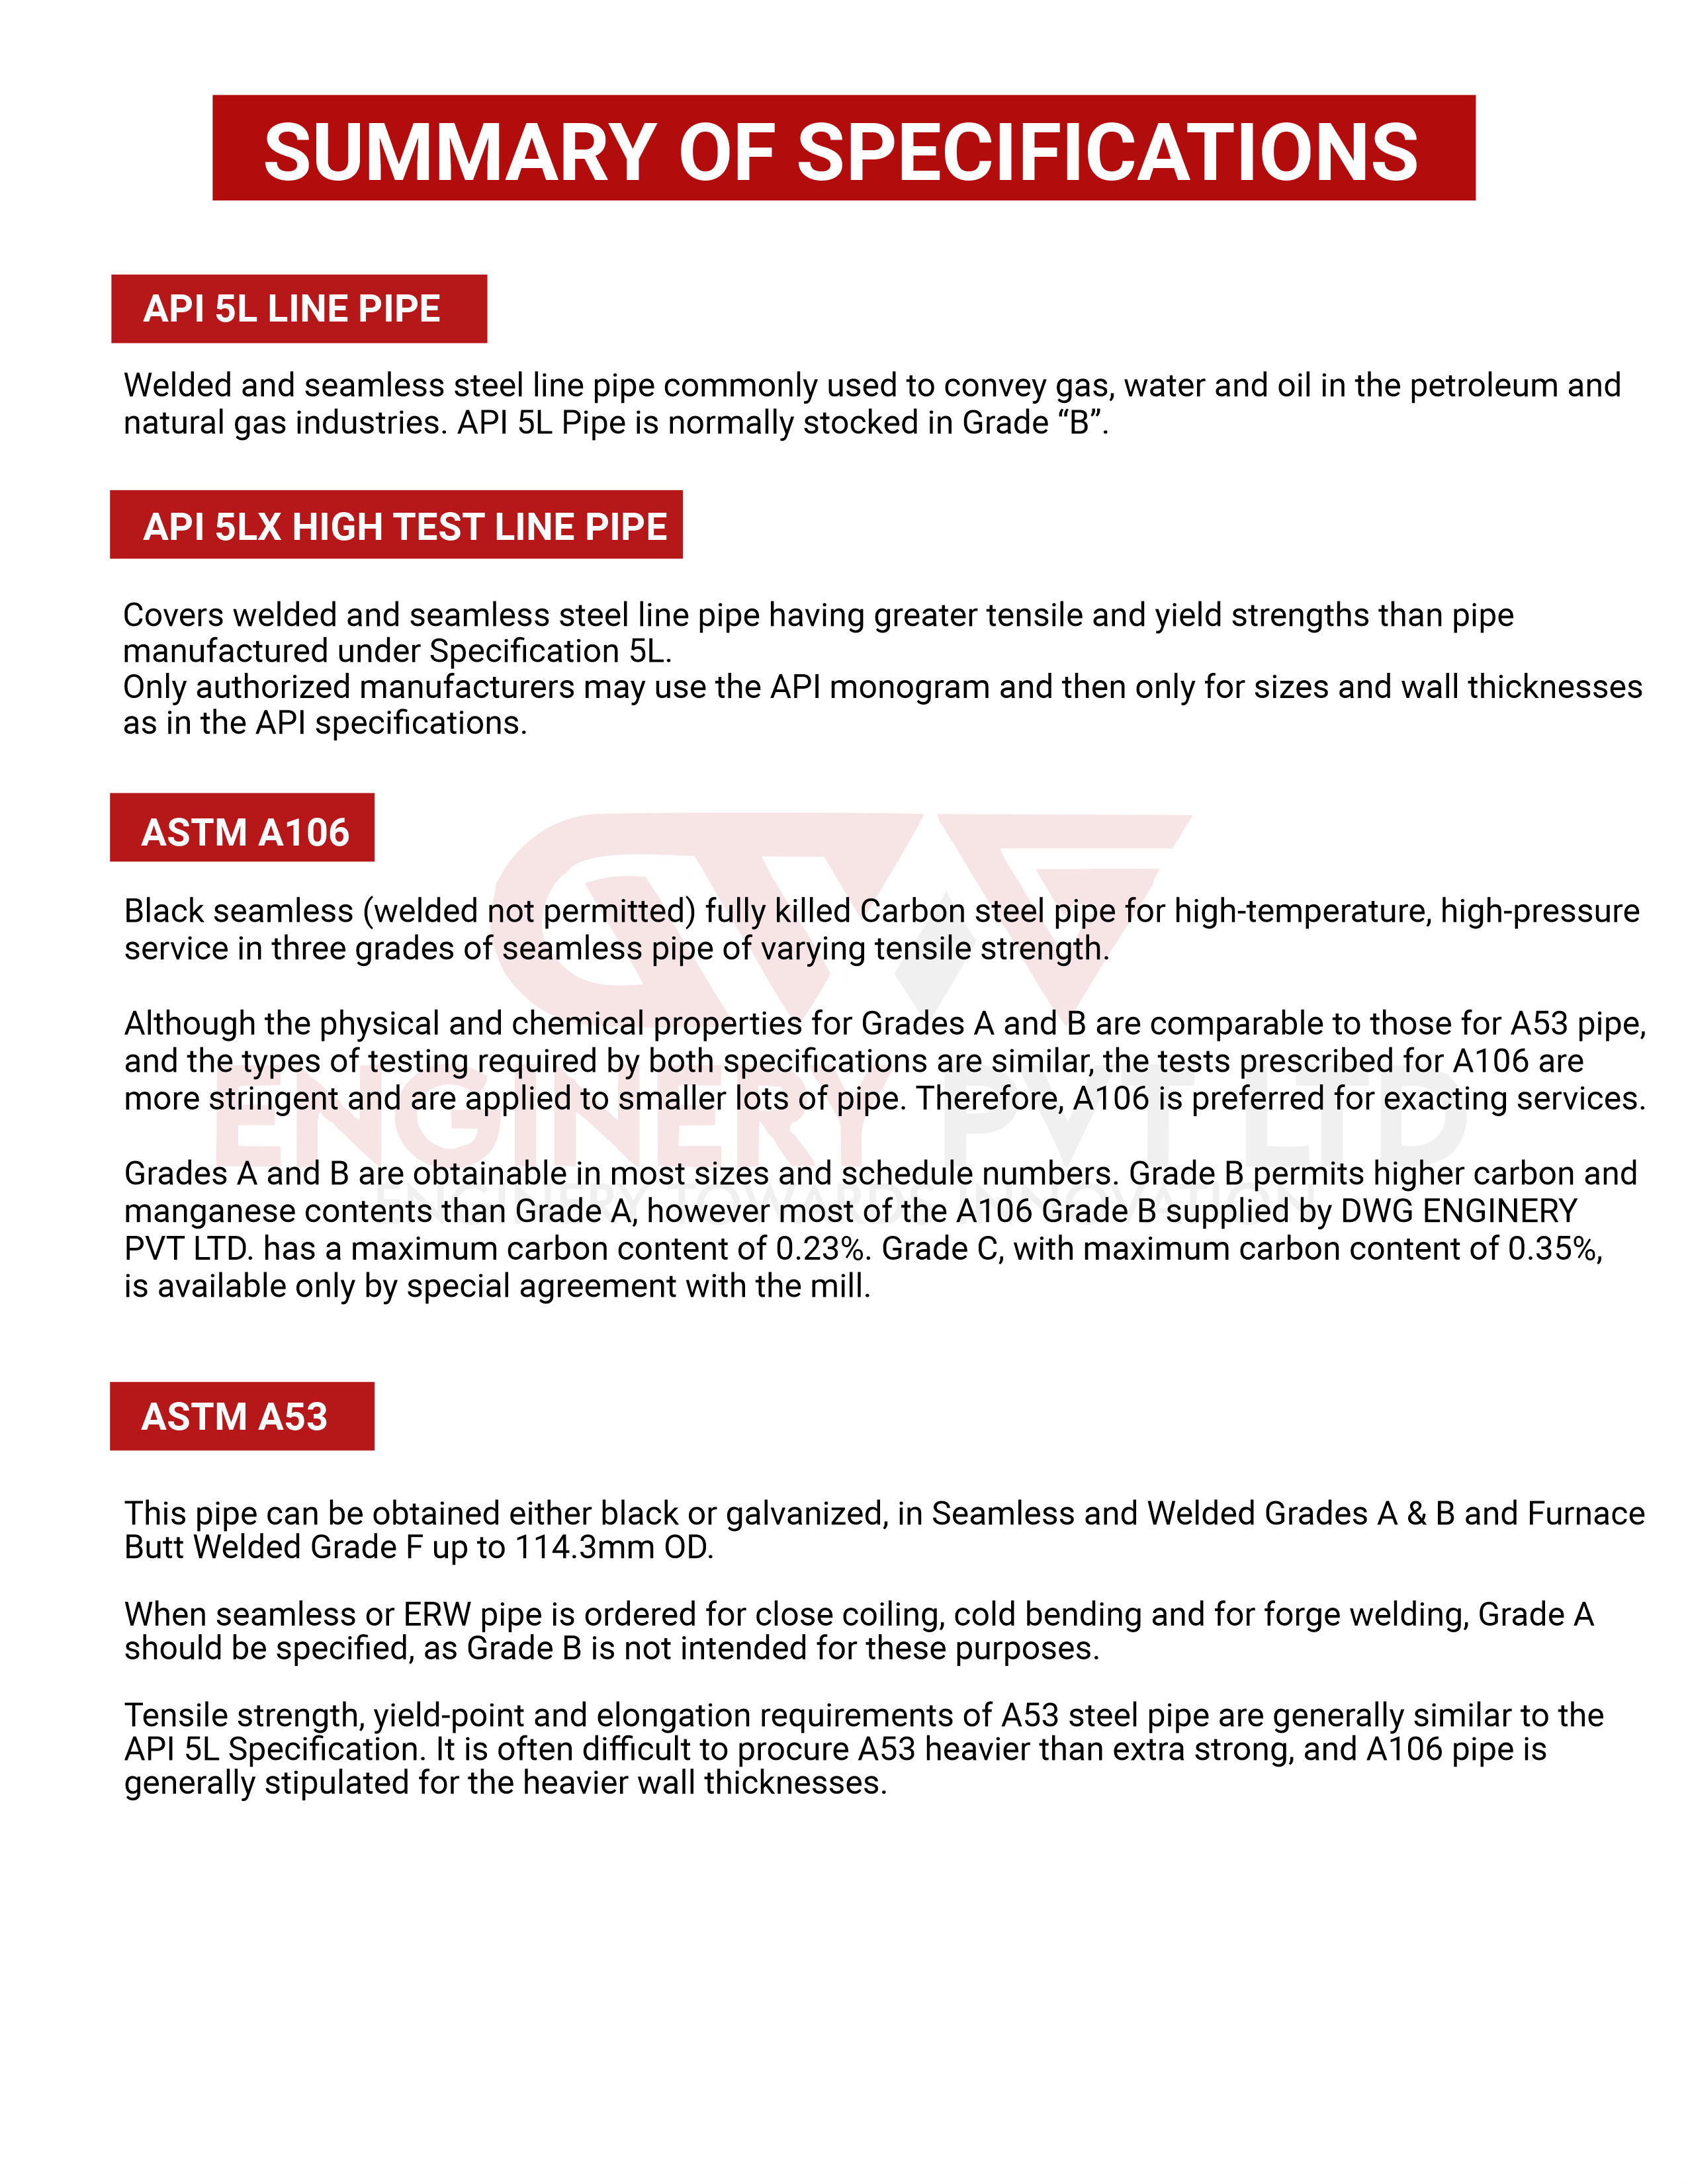 SUMMARY OF SPECIFICATIONS
API 5L LINE PIPE
Welded and seamless steel line pipe commonly used to convey gas, water and oil in the petroleum and
natural gas industries. API 5L Pipe is normally stocked in Grade “B”.
API 5LX HIGH TEST LINE PIPE
Covers welded and seamless steel line pipe having greater tensile and yield strengths than pipe
manufactured under Specification 5L.
Only authorized manufacturers may use the API monogram and then only for sizes and wall thicknesses
as in the API specifications.
ASTM A106
Black seamless (welded not permitted) fully killed Carbon steel pipe for high-temperature, high-pressure
service in three grades of seamless pipe of varying tensile strength.
Although the physical and chemical properties for Grades A and B are comparable to those for A53 pipe,
and the types of testing required by both specifications are similar, the tests prescribed for A106 are
more stringent and are applied to smaller lots of pipe. Therefore, A106 is preferred for exacting services.
ENGINERY PVT LTD
Grades A and B are obtainable in most sizes and schedule numbers. Grade B permits higher carbon and
ENGINERY TOWARDS INNOVATION
manganese contents than Grade A, however most of the A106 Grade B supplied by DWG ENGINERY
PVT LTD. has a maximum carbon content of 0.23%. Grade C, with maximum carbon content of 0.35%,
is available only by special agreement with the mill.
ASTM A53
This pipe can be obtained either black or galvanized, in Seamless and Welded Grades A & B and Furnace
Butt Welded Grade F up to 114.3mm OD.
When seamless or ERW pipe is ordered for close coiling, cold bending and for forge welding, Grade A
should be specified, as Grade B is not intended for these purposes.
Tensile strength, yield-point and elongation requirements of A53 steel pipe are generally similar to the
API 5L Specification. It is often difficult to procure A53 heavier than extra strong, and A106 pipe is
generally stipulated for the heavier wall thicknesses.